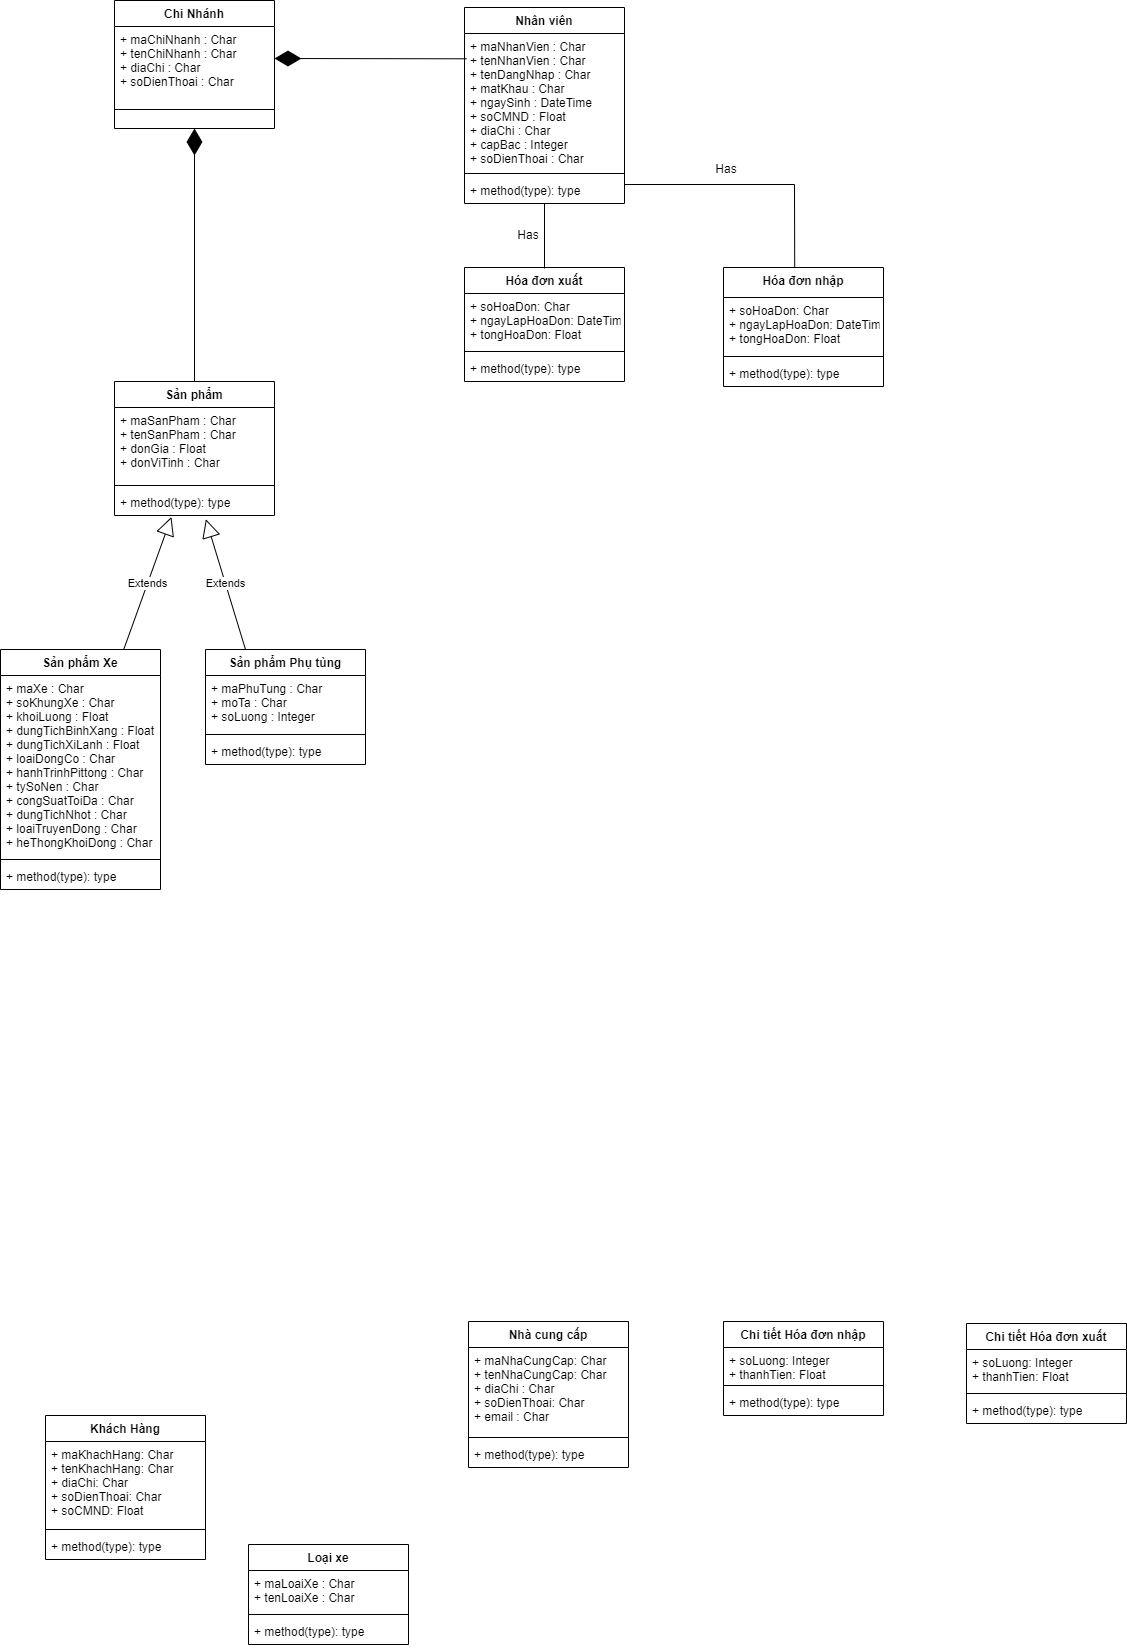 Chi Nhánh
+ maChiNhanh : Char
+ tenChiNhanh : Char
+ diaChi : Char
+ soDienThoai : Char
Nhân viên
+ maNhanVien : Char
+ tenNhanVien : Char
+ tenDangNhap : Char
+ matKhau : Char
+ ngaySinh : DateTime
+ soCMND : Float
+ diaChi : Char
+ capBac : Integer
+ soDienThoai : Char
+ method(type): type
Has
Has
Hóa đơn xuất
+ soHoaDon: Char
+ ngayLapHoaDon: DateTim
+ tongHoaDon: Float
+ method(type): type
Hóa đơn nhập
+ soHoaDon: Char
+ ngayLapHoaDon: DateTim
+ tongHoaDon: Float
+ method(type): type
Sản phẩm
+ maSanPham : Char
+ tenSanPham : Char
+ donGia : Float
+ donViTinh : Char
+ method(type): type
Extends
Extends
Sản phẩm Xe
+ maXe : Char
+ soKhungXe : Char
+ khoiLuong : Float
+ dungTichBinhXang : Float
+ dungTichXiLanh : Float
+ loaiDongCo : Char
+ hanhTrinhPittong : Char
+ tySoNen : Char
+ congSuatToiDa : Char
+ dungTichNhot : Char
+ loaiTruyenDong : Char
+ heThongKhoiDong : Char
+ method(type): type
Sản phẩm Phụ tùng
+ maPhuTung : Char
+ moTa : Char
+ soLuong : Integer
+ method(type): type
Nhà cung cấp
+ maNhaCungCap: Char
+ tenNhaCungCap: Char
+ diaChi : Char
+ soDienThoai: Char
+ email : Char
+ method(type): type
Chi tiết Hóa đơn nhập
+ soLuong: Integer
+ thanhTien: Float
+ method(type): type
Chi tiết Hóa đơn xuất
+ soLuong: Integer
+ thanhTien: Float
+ method(type): type
Khách Hàng
+ maKhachHang: Char
+ tenKhachHang: Char
+ diaChi: Char
+ soDienThoai: Char
+ soCMND: Float
+ method(type): type
Loại xe
+ maLoaiXe : Char
+ tenLoaiXe : Char
+ method(type): type